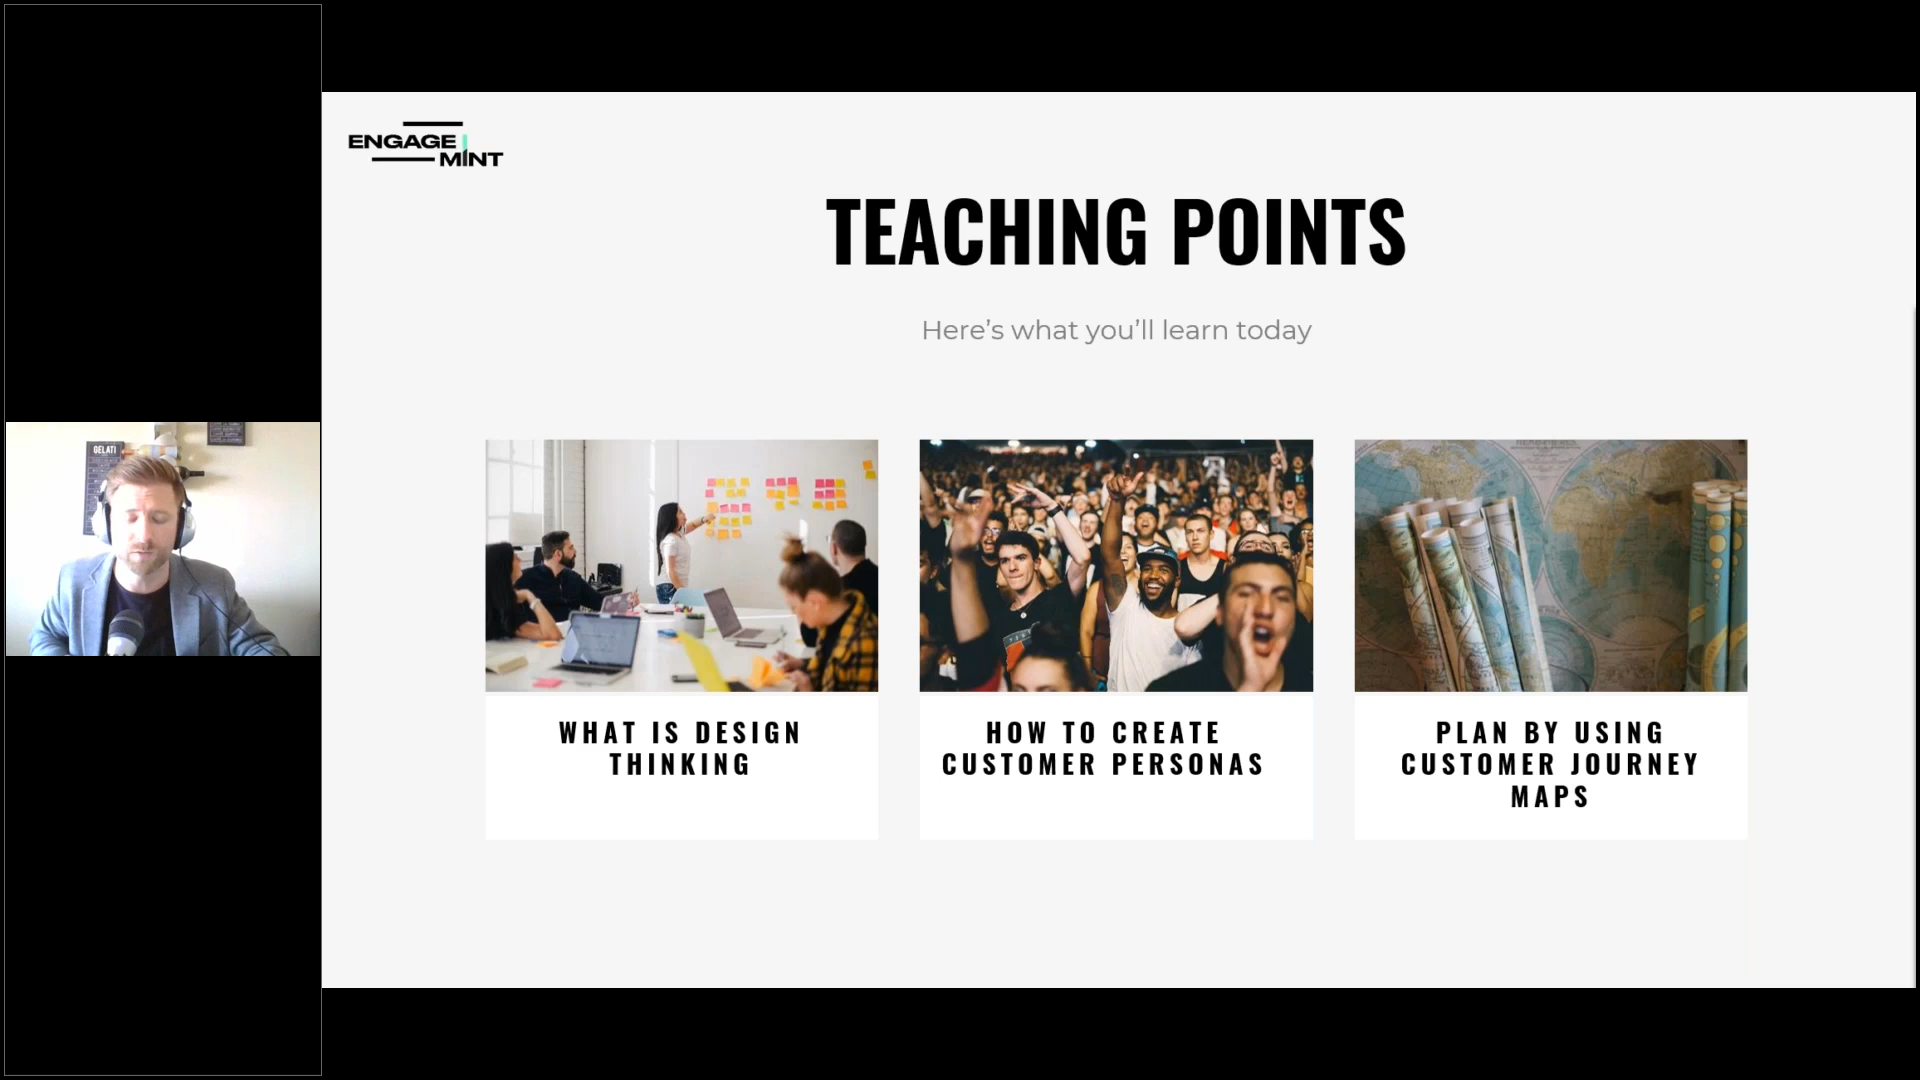 ENGAGE
MINT
TEACHING POINTS
Here’s what you’ll learn today
GELATI
WHAT IS DESIGN
THINKING
HOW TO CREATE
CUSTOMER PERSONAS
PLAN BY USING
CUSTOMER JOURNEY
MAPS